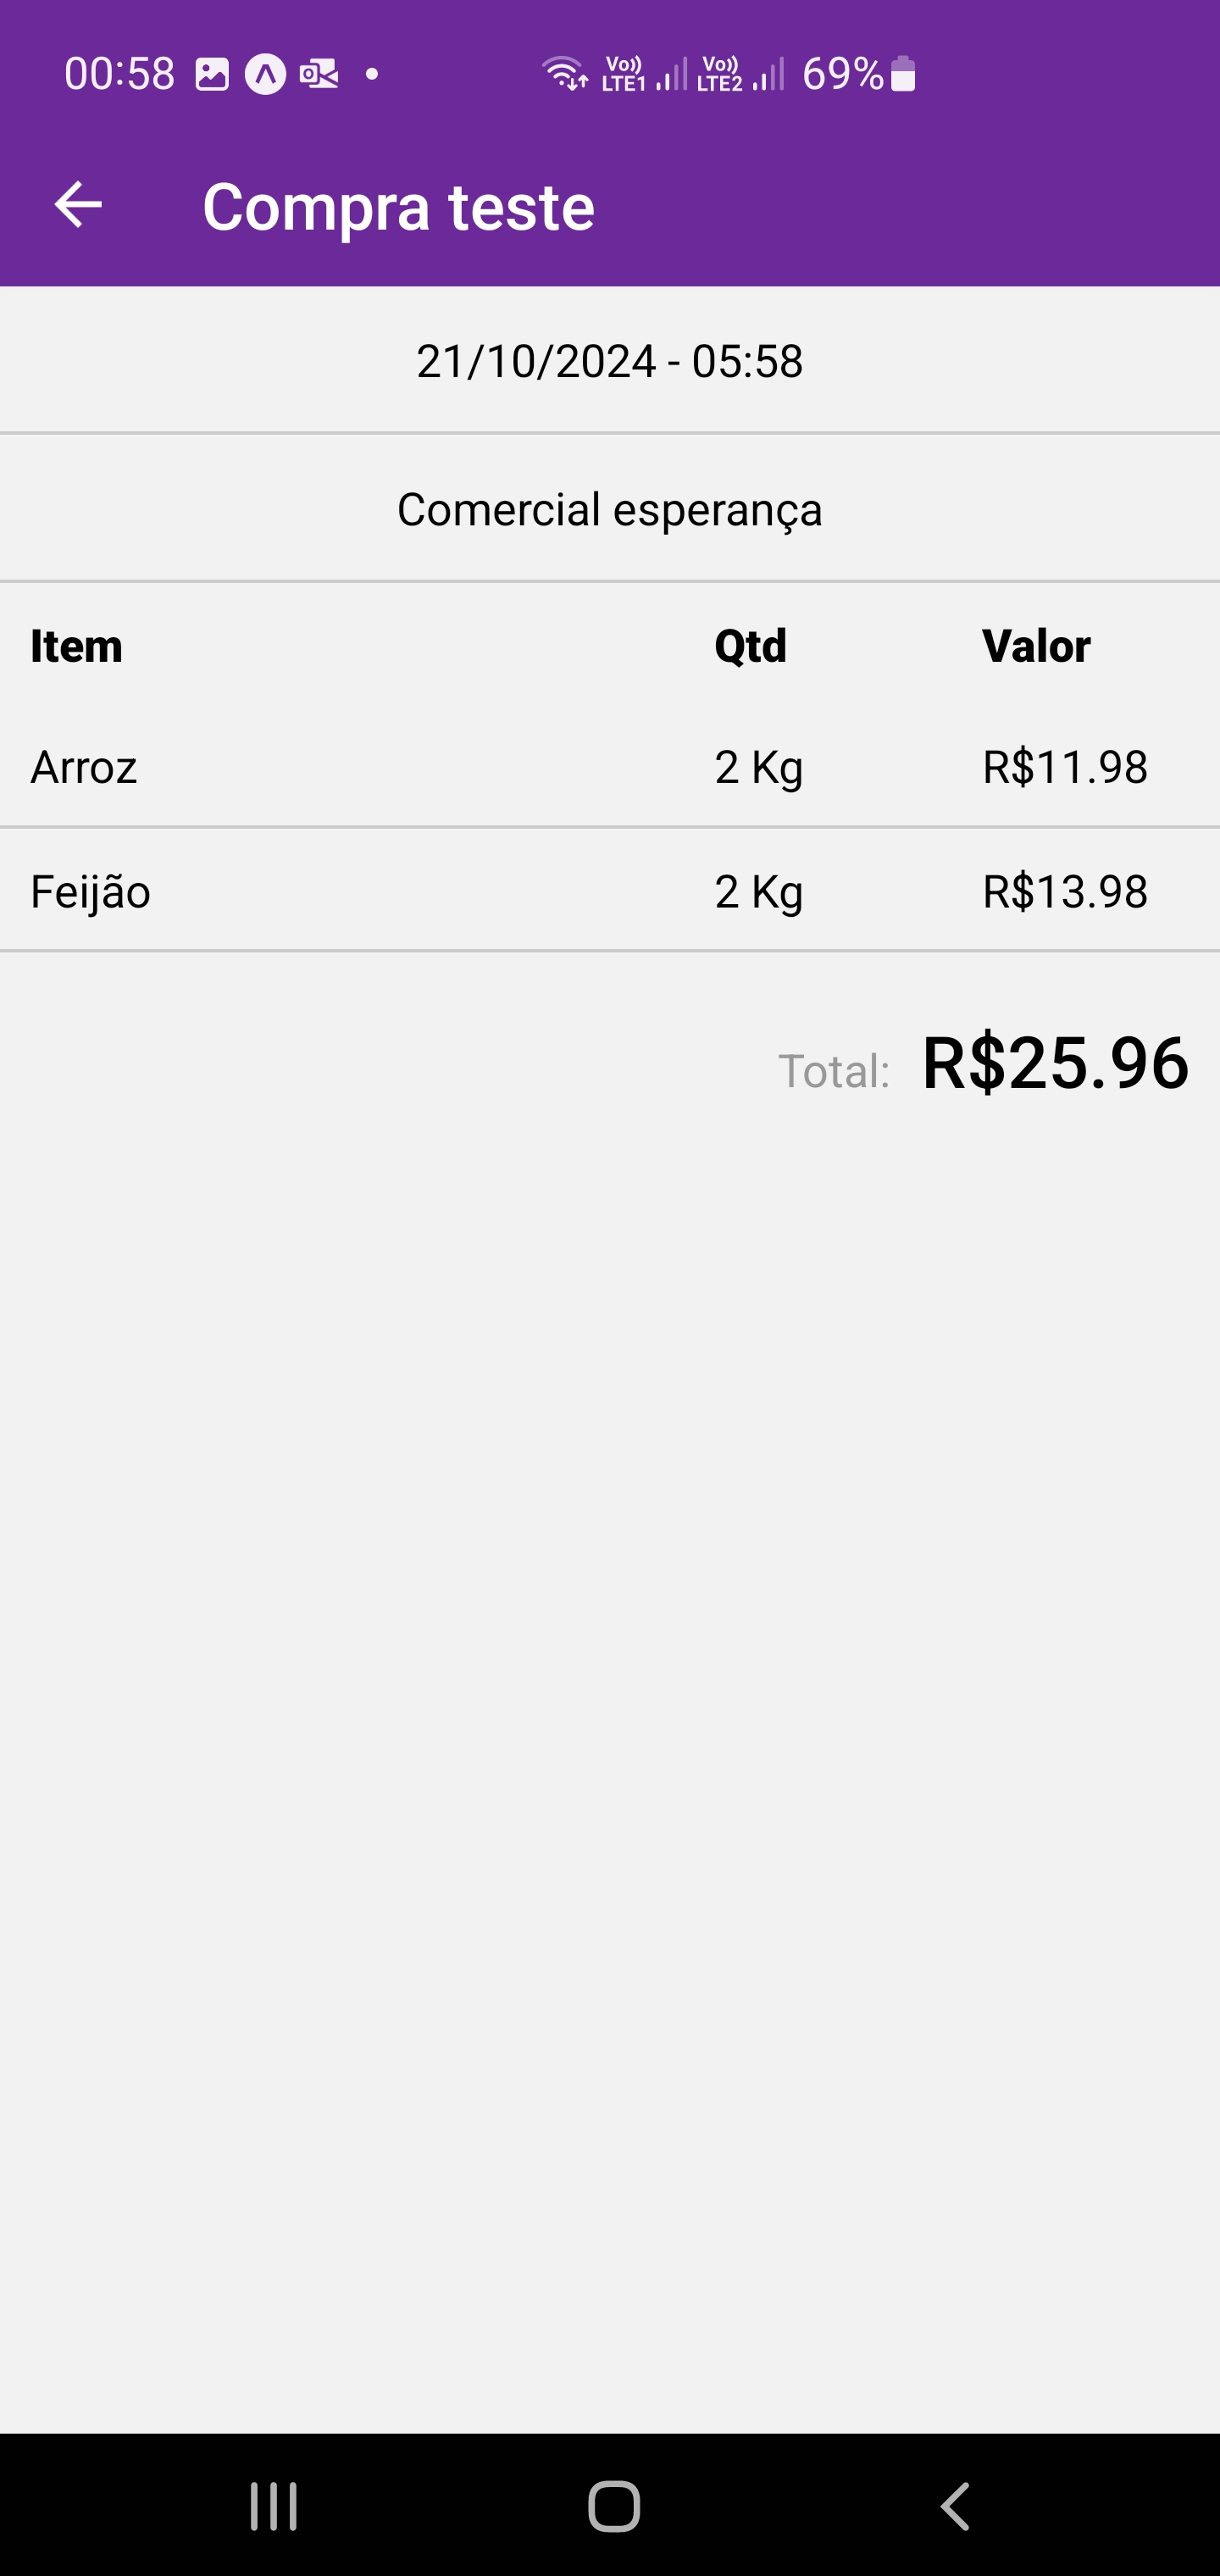 00:58 Vo)) LTE1 Vo)) LTE2 69%
Compra teste
21/10/2024 - 05:58
Comercial esperança
Item Qtd Valor
Arroz 2 Kg R$11.98
Feijão 2 Kg R$13.98
Total: R$25.96